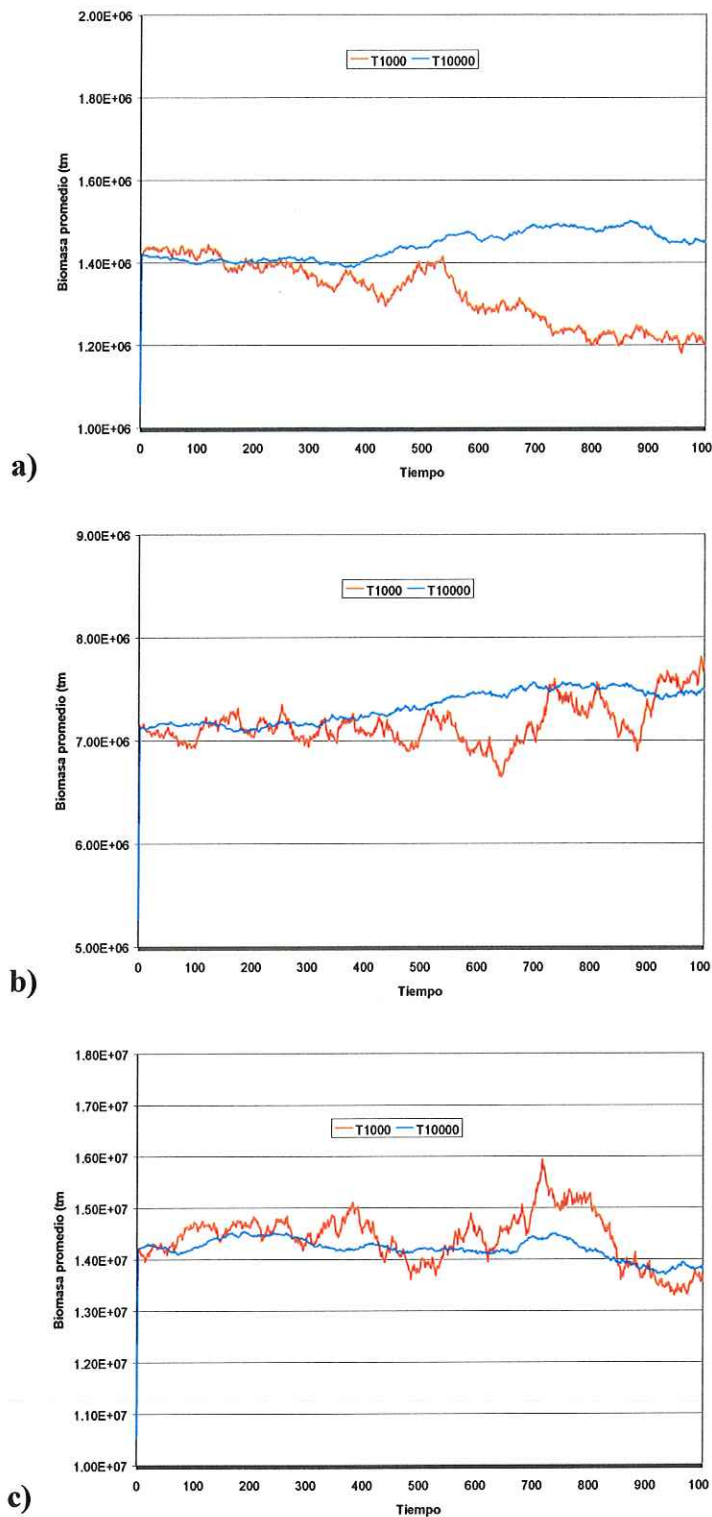 2.00E+06
T1000 T10000
1.80E+06
1.60E+06
1.40E+06
1.20E+06
1.00E+06
Biomasa promedio (tm
0 100 200 300 400 500 600 700 800 900 100
Tiempo
a)
9.00E+06
T1000 T10000
8.00E+06
7.00E+06
6.00E+06
5.00E+06
Biomasa promedio (tm
0 100 200 300 400 500 600 700 800 900 100
Tiempo
b)
1.80E+07
1.70E+07
T1000 T10000
1.60E+07
1.50E+07
1.40E+07
1.30E+07
1.20E+07
1.10E+07
1.00E+07
Biomasa promedio (tm
0 100 200 300 400 500 600 700 800 900 100
Tiempo
c)